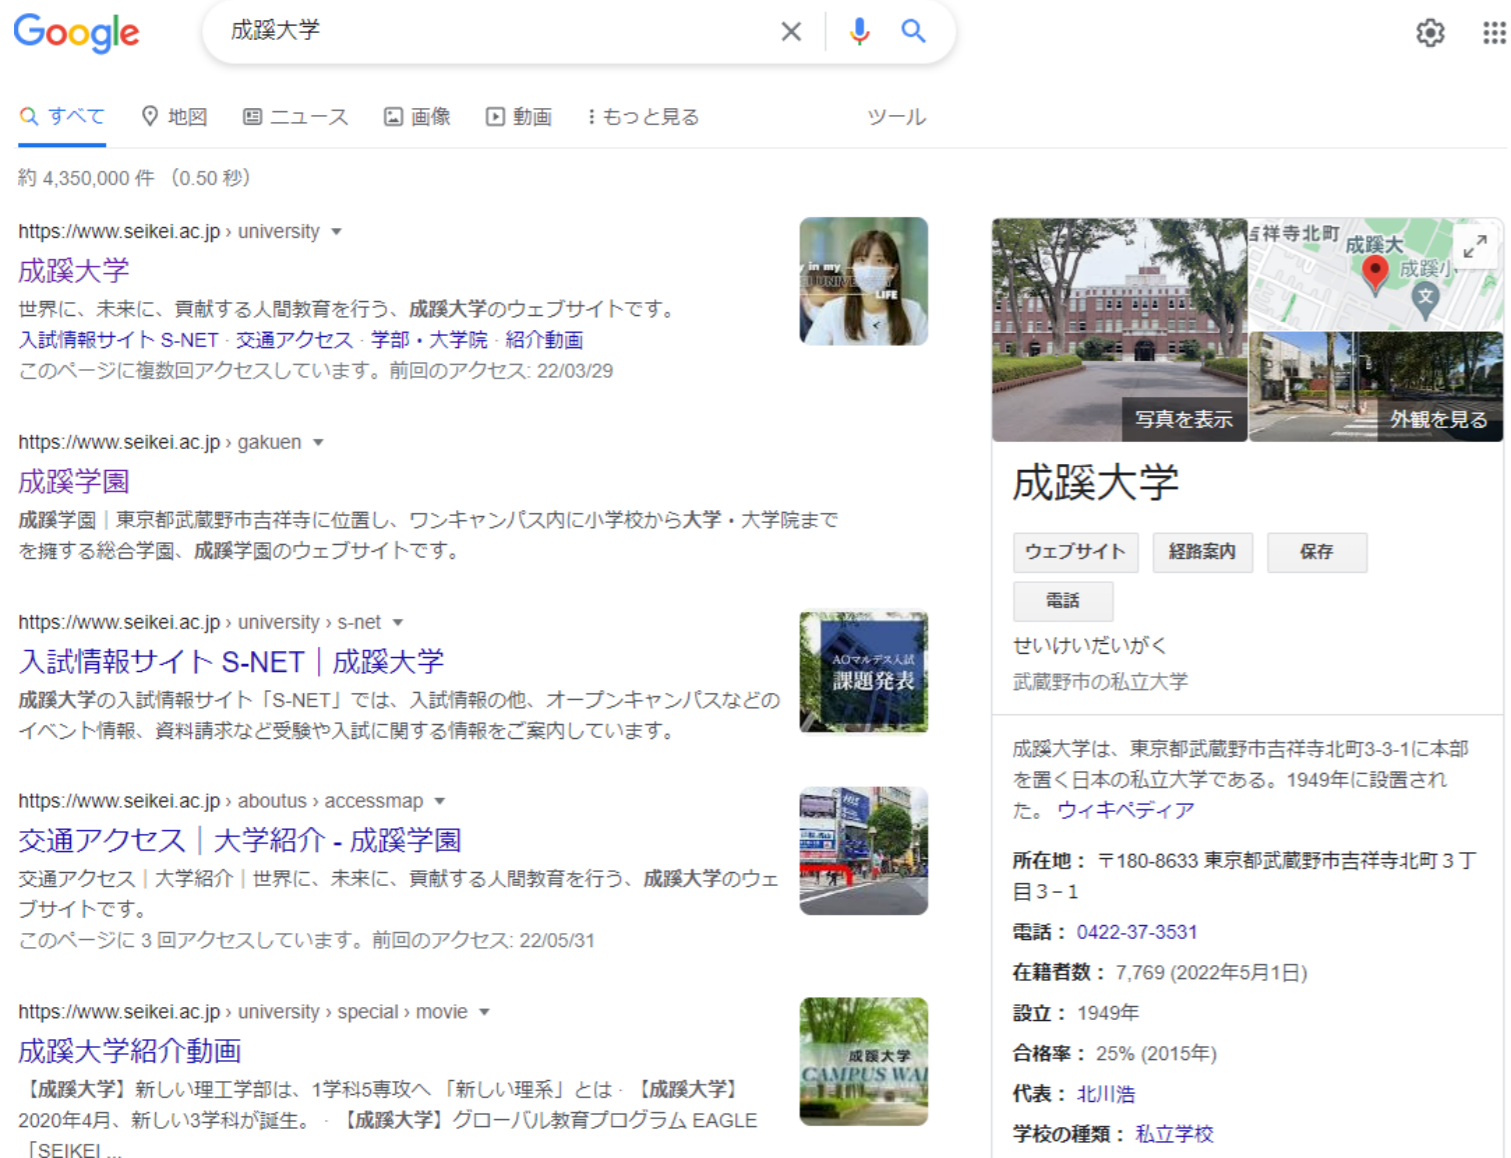 Google
成蹊大学
すべて
地図
ニュース
画像
動画
もっと見る
ツール
約 4,350,000 件 （0.50 秒）
https://www.seikei.ac.jp › university
成蹊大学
世界に、未来に、貢献する人間教育を行う、成蹊大学のウェブサイトです。
入試情報サイト S-NET · 交通アクセス · 学部・大学院 · 紹介動画
このページに複数回アクセスしています。前回のアクセス: 22/03/29
y in my
LIFE
https://www.seikei.ac.jp › gakuen
成蹊学園
成蹊学園｜東京都武蔵野市吉祥寺に位置し、ワンキャンパス内に小学校から大学・大学院まで
を擁する総合学園、成蹊学園のウェブサイトです。
https://www.seikei.ac.jp › university › s-net
入試情報サイト S-NET｜成蹊大学
成蹊大学の入試情報サイト「S-NET」では、入試情報の他、オープンキャンパスなどの
イベント情報、資料請求など受験や入試に関する情報をご案内しています。
AOマルデス入試
課題発表
https://www.seikei.ac.jp › aboutus › accessmap
交通アクセス｜大学紹介 - 成蹊学園
交通アクセス｜大学紹介｜世界に、未来に、貢献する人間教育を行う、成蹊大学のウェ
ブサイトです。
このページに 3 回アクセスしています。前回のアクセス: 22/05/31
HIS
https://www.seikei.ac.jp › university › special › movie
成蹊大学紹介動画
【成蹊大学】新しい理工学部は、1学科5専攻へ 「新しい理系」とは · 【成蹊大学】
2020年4月、新しい3学科が誕生。 · 【成蹊大学】グローバル教育プログラム EAGLE
「SEIKEI ...
成蹊大学
CAMPUS WAL
吉祥寺北町
成蹊大
成蹊小
文
写真を表示
外観を見る
成蹊大学
ウェブサイト
経路案内
保存
電話
せいけいだいがく
武蔵野市の私立大学
成蹊大学は、東京都武蔵野市吉祥寺北町3-3-1に本部
を置く日本の私立大学である。1949年に設置され
た。 ウィキペディア
所在地： 〒180-8633 東京都武蔵野市吉祥寺北町３丁
目３−１
電話： 0422-37-3531
在籍者数： 7,769 (2022年5月1日)
設立： 1949年
合格率： 25% (2015年)
代表： 北川浩
学校の種類： 私立学校